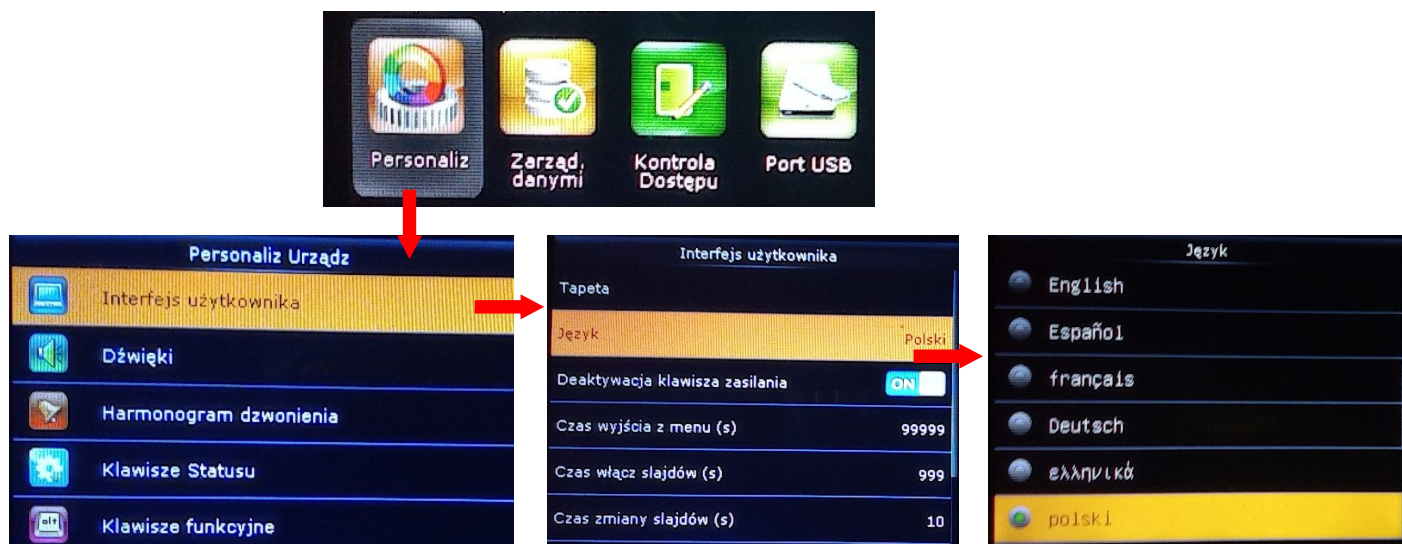 Personaliz
Zarząd.
danymi
Kontrola
Dostępu
Port USB
Personaliz Urządz
Interfejs użytkownika
Dźwięki
Harmonogram dzwonienia
Klawisze Statusu
alt
Klawisze funkcyjne
Interfejs użytkownika
Tapeta
Język Polski
Deaktywacja klawisza zasilania ON
Czas wyjścia z menu (s) 99999
Czas włącz slajdów (s) 999
Czas zmiany slajdów (s) 10
Język
English
Español
français
Deutsch
ελληνικά
polski